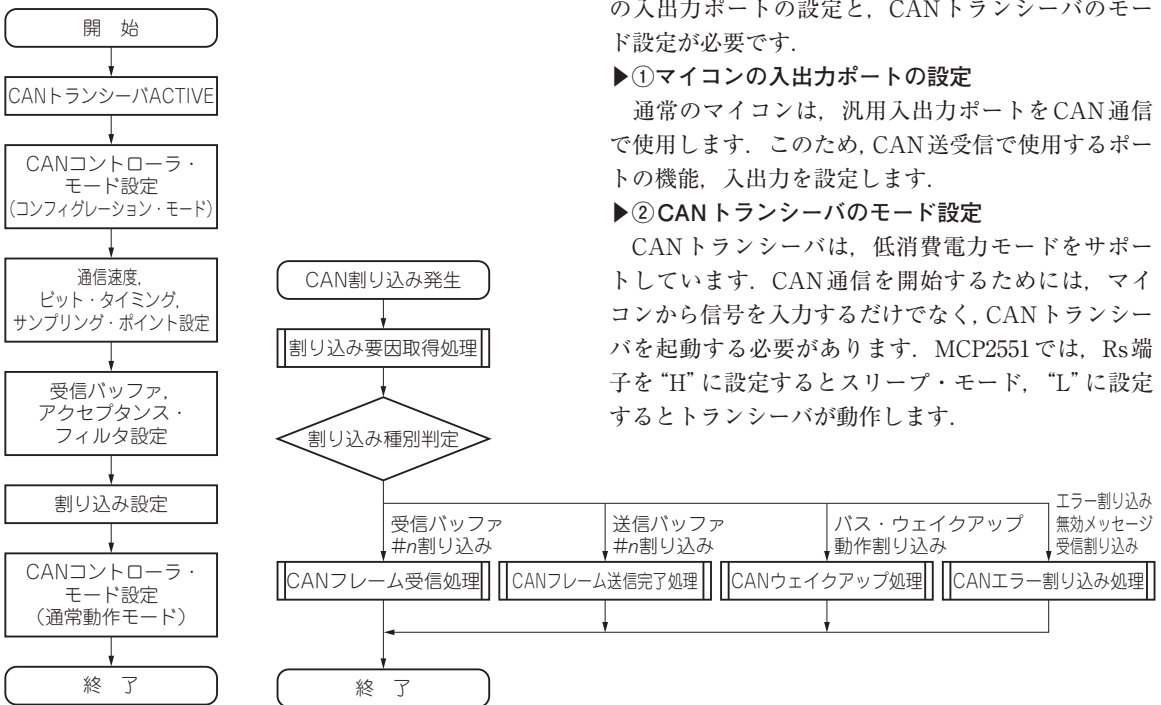 開 始
CANトランシーバACTIVE
CANコントローラ・
モード設定
(コンフィグレーション・モード)
通信速度,
ビット・タイミング,
サンプリング・ポイント設定
受信バッファ,
アクセプタンス・
フィルタ設定
割り込み設定
CANコントローラ・
モード設定
(通常動作モード)
終 了
CAN割り込み発生
割り込み要因取得処理
割り込み種別判定
受信バッファ
#n割り込み
送信バッファ
#n割り込み
バス・ウェイクアップ
動作割り込み
エラー割り込み
無効メッセージ
受信割り込み
CANフレーム受信処理
CANフレーム送信完了処理
CANウェイクアップ処理
CANエラー割り込み処理
終 了
の入出力ポートの設定と,CANトランシーバのモー
ド設定が必要です.
▶①マイコンの入出力ポートの設定
通常のマイコンは,汎用入出力ポートをCAN通信
で使用します.このため,CAN送受信で使用するポー
トの機能,入出力を設定します.
▶②CANトランシーバのモード設定
CANトランシーバは,低消費電力モードをサポー
トしています.CAN通信を開始するためには,マイ
コンから信号を入力するだけでなく,CANトランシー
バを起動する必要があります.MCP2551では,Rs端
子を“H”に設定するとスリープ・モード,“L”に設定
するとトランシーバが動作します.